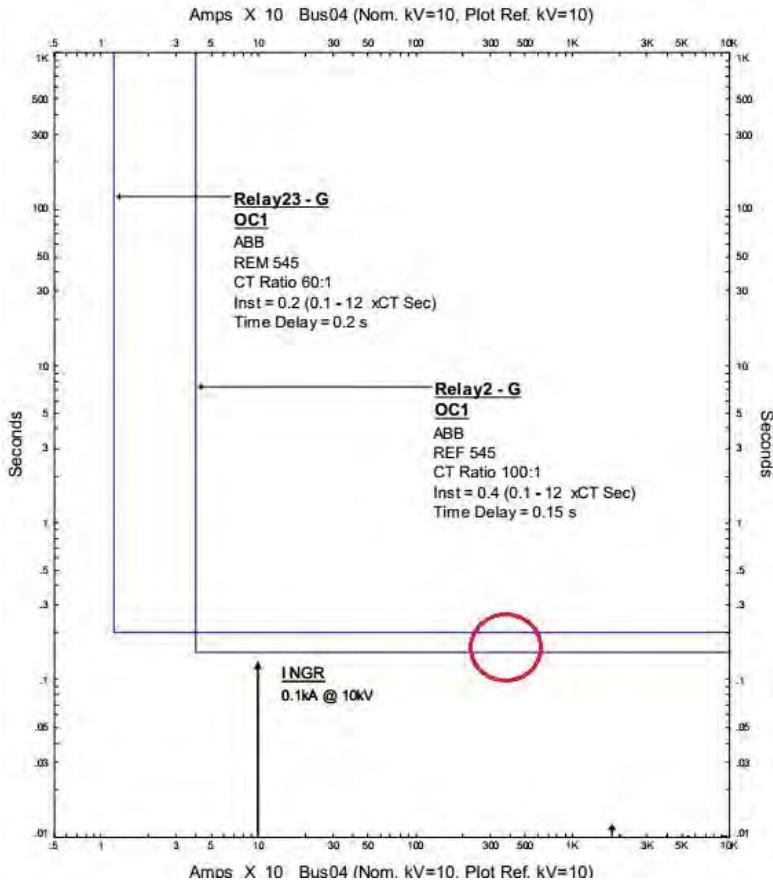 Amps X 10 Bus04 (Nom. kV=10, Plot Ref. kV=10)
.5 1 3 5 10 30 50 100 300 500 1K 3K 5K 10K
1K 1K
500 500
300 300
Relay23 - G
OC1
100 100
ABB
REM 545
50 50
CT Ratio 60:1
30 30
Inst = 0.2 (0.1 - 12 xCT Sec)
Time Delay = 0.2 s
10 10
Relay2 - G
OC1
5 5
ABB
3 3
REF 545
Seconds Seconds
CT Ratio 100:1
Inst = 0.4 (0.1 - 12 xCT Sec)
Time Delay = 0.15 s
1 1
.5 .5
.3 .3
I NGR
.1 .1
0.1kA @ 10kV
.05 .05
.03 .03
.01 .01
.5 1 3 5 10 30 50 100 300 500 1K 3K 5K 10K
Amps X 10 Bus04 (Nom. kV=10, Plot Ref. kV=10)